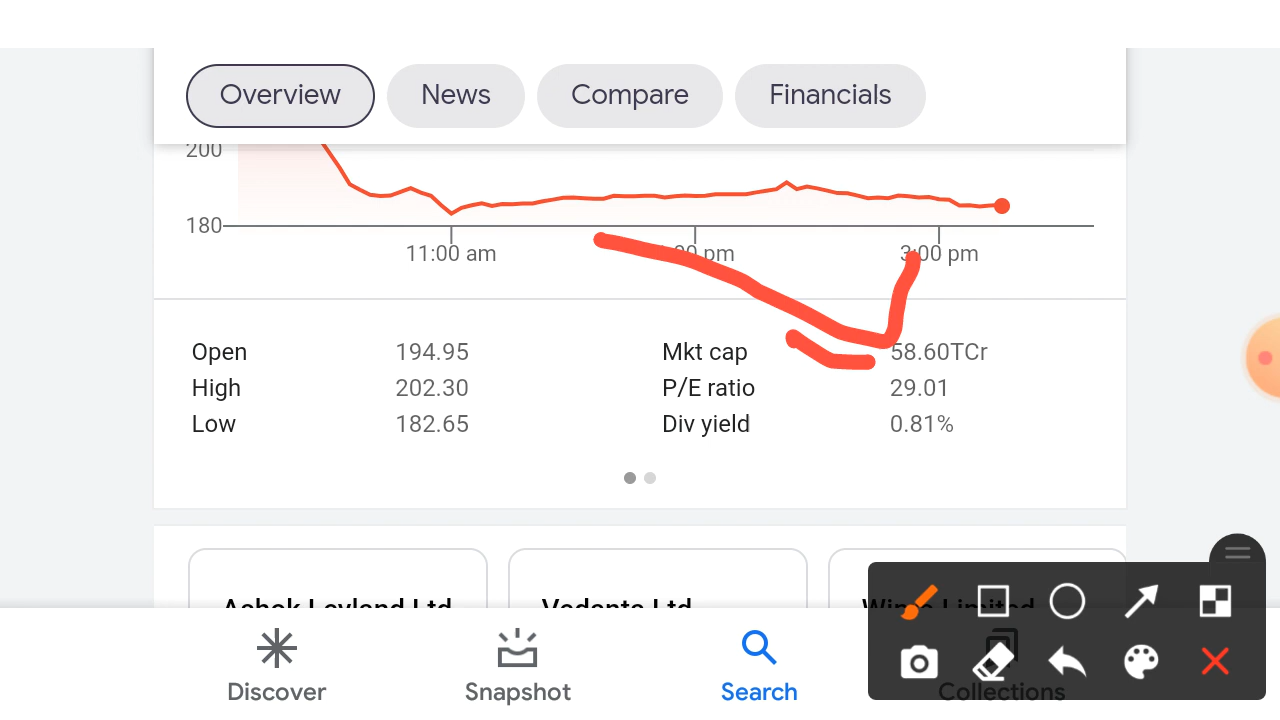 Overview News Compare Financials
200
180
11:00 am pm 3:00 pm
Open 194.95 Mkt cap 58.60TCr
High 202.30 P/E ratio 29.01
Low 182.65 Div yield 0.81%
Ashok Leyland Ltd Vedanta Ltd Limited
Discover Snapshot Search Collections